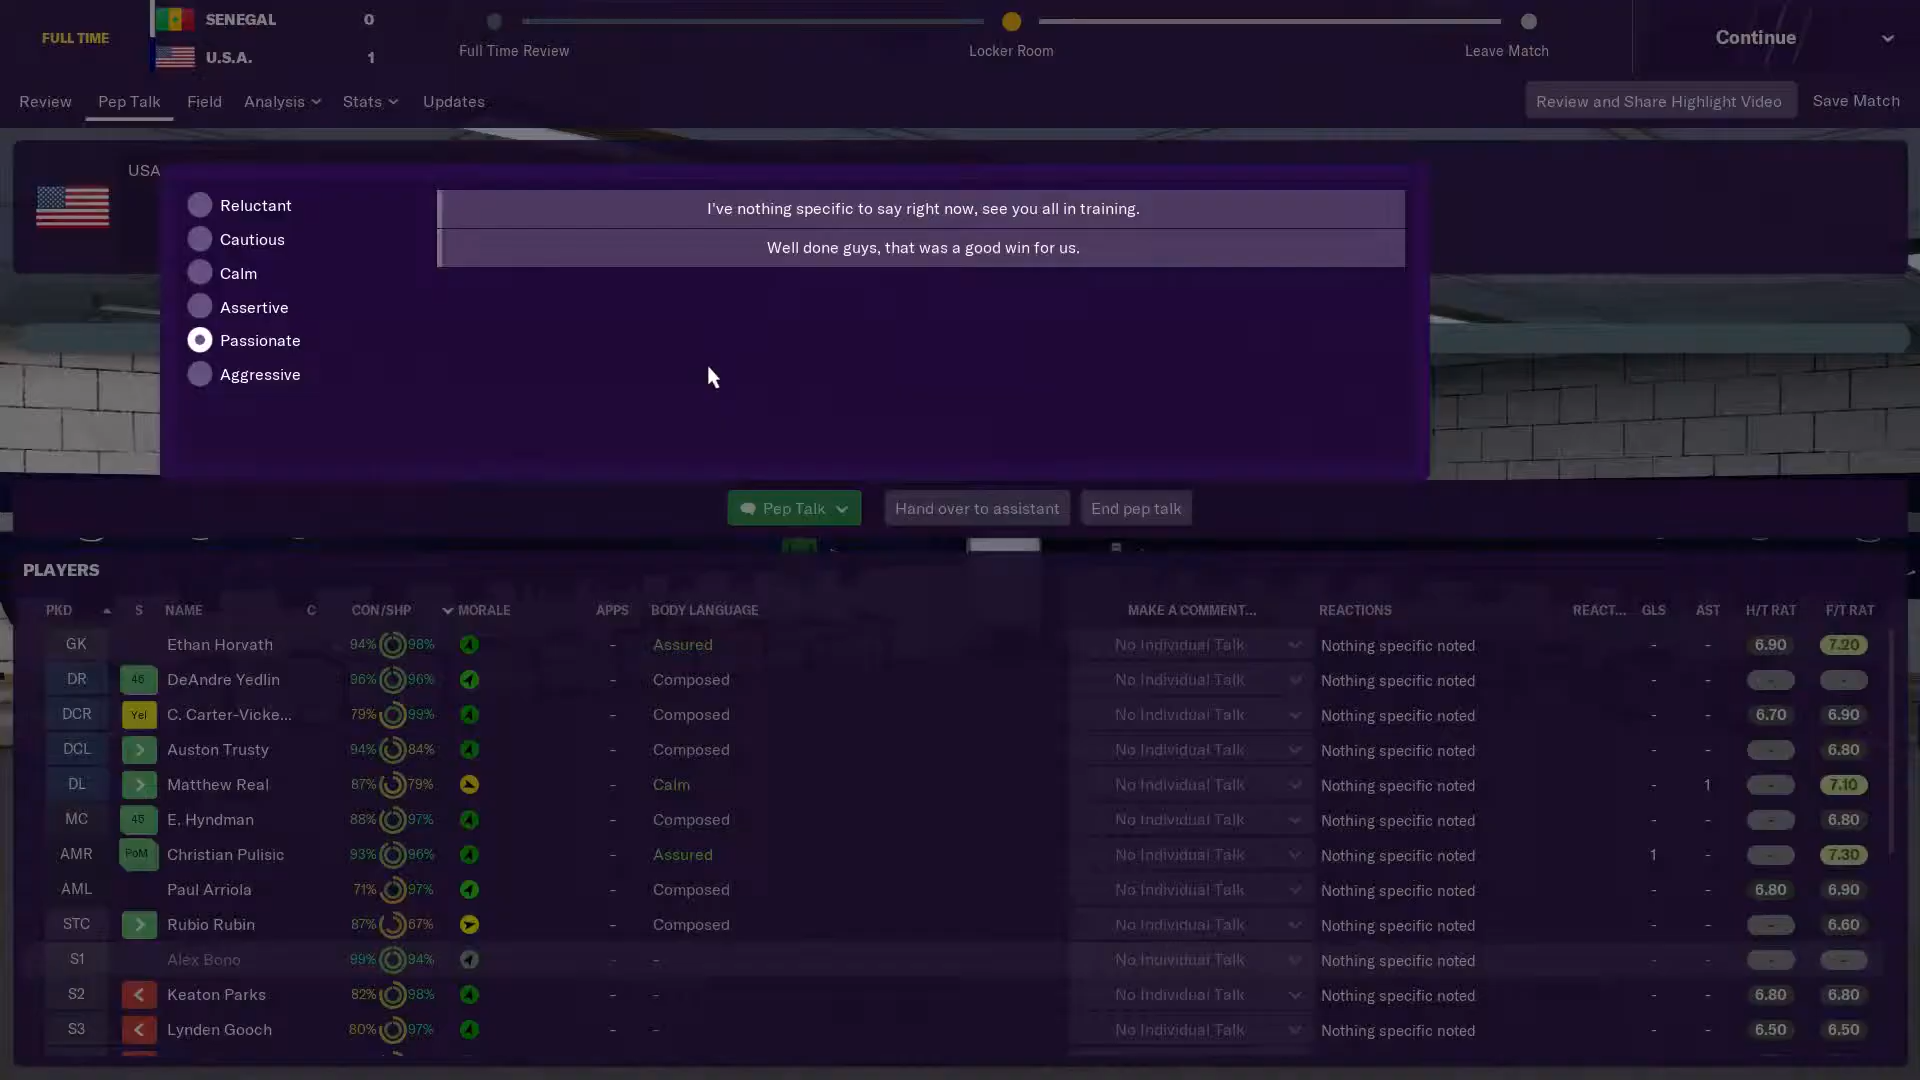 FULL TIME
SENEGAL 0
U.S.A. 1
Full Time Review
Locker Room
Leave Match
Continue
Review Pep Talk Field Analysis Stats Updates
Review and Share Highlight Video Save Match
USA
Reluctant
Cautious
Calm
Assertive
Passionate
Aggressive
I've nothing specific to say right now, see you all in training.
Well done guys, that was a good win for us.
Pep Talk Hand over to assistant End pep talk
PLAYERS
PKD S NAME C CON/SHP MORALE APPS BODY LANGUAGE MAKE A COMMENT... REACTIONS REACT... GLS AST H/T RAT F/T RAT
GK Ethan Horvath 94% 98% - Assured No Individual Talk Nothing specific noted - - 6.90 7.20
DR 46 DeAndre Yedlin 96% 96% - Composed No Individual Talk Nothing specific noted - - - -
DCR Yel C. Carter-Vicke... 79% 99% - Composed No Individual Talk Nothing specific noted - - 6.70 6.90
DCL Auston Trusty 94% 84% - Composed No Individual Talk Nothing specific noted - - - 6.80
DL Matthew Real 87% 79% - Calm No Individual Talk Nothing specific noted - 1 - 7.10
MC 45 E. Hyndman 88% 97% - Composed No Individual Talk Nothing specific noted - - - 6.80
AMR PoM Christian Pulisic 93% 96% - Assured No Individual Talk Nothing specific noted 1 - - 7.30
AML Paul Arriola 71% 97% - Composed No Individual Talk Nothing specific noted - - 6.80 6.90
STC Rubio Rubin 87% 67% - Composed No Individual Talk Nothing specific noted - - - 6.60
S1 Alex Bono 99% 94% - - No Individual Talk Nothing specific noted - - - -
S2 Keaton Parks 82% 98% - - No Individual Talk Nothing specific noted - - 6.80 6.80
S3 Lynden Gooch 80% 97% - - No Individual Talk Nothing specific noted - - 6.50 6.50